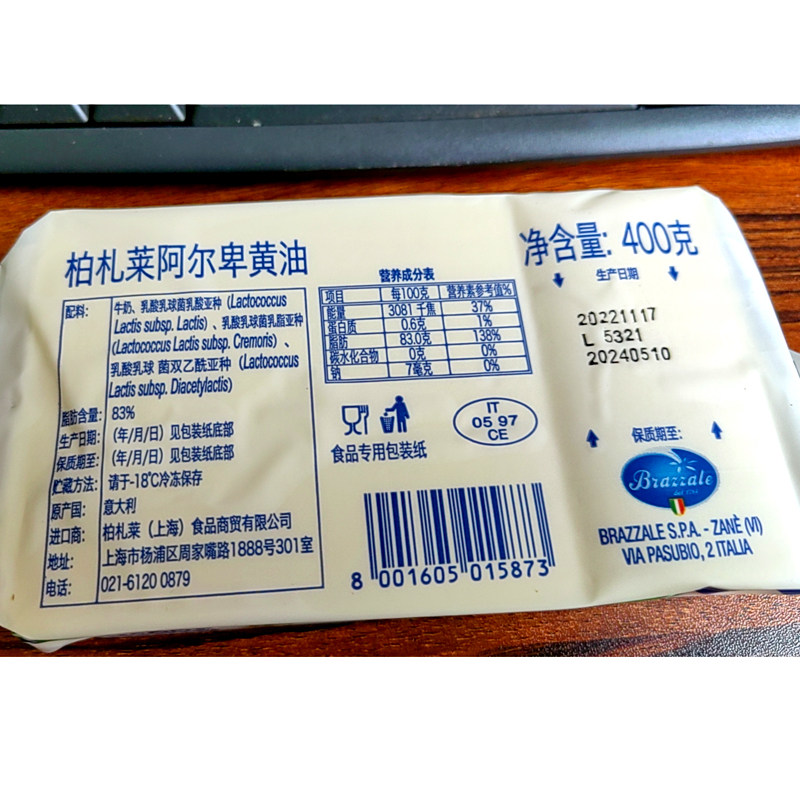 柏札莱阿尔卑黄油
配料: 牛奶、乳酸乳球菌乳酸亚种 (Lactococcus
Lactis subsp. Lactis) 、乳酸乳球菌乳脂亚种
(Lactococcus Lactis subsp. Cremoris) 、
乳酸乳球 菌双乙酰亚种 (Lactococcus
Lactis subsp. Diacetylactis)
脂肪含量: 83%
生产日期: (年/月/日) 见包装纸底部
保质期至: (年/月/日) 见包装纸底部
贮藏方法: 请于-18℃冷冻保存
原产国: 意大利
进口商: 柏札莱 (上海) 食品商贸有限公司
地址: 上海市杨浦区周家嘴路1888号301室
电话: 021-6120 0879
营养成分表
项目 每100克 营养素参考值%
能量 3081 千焦 37%
蛋白质 0.6克 1%
脂肪 83.0克 138%
碳水化合物 0克 0%
钠 7毫克 0%
食品专用包装纸
IT
05 97
CE
8 001605 015873
净含量: 400克
生产日期
20221117
L 5321
20240510
保质期至:
Brazzale
BRAZZALE S.P.A. - ZANÈ (VI)
VIA PASUBIO, 2 ITALIA